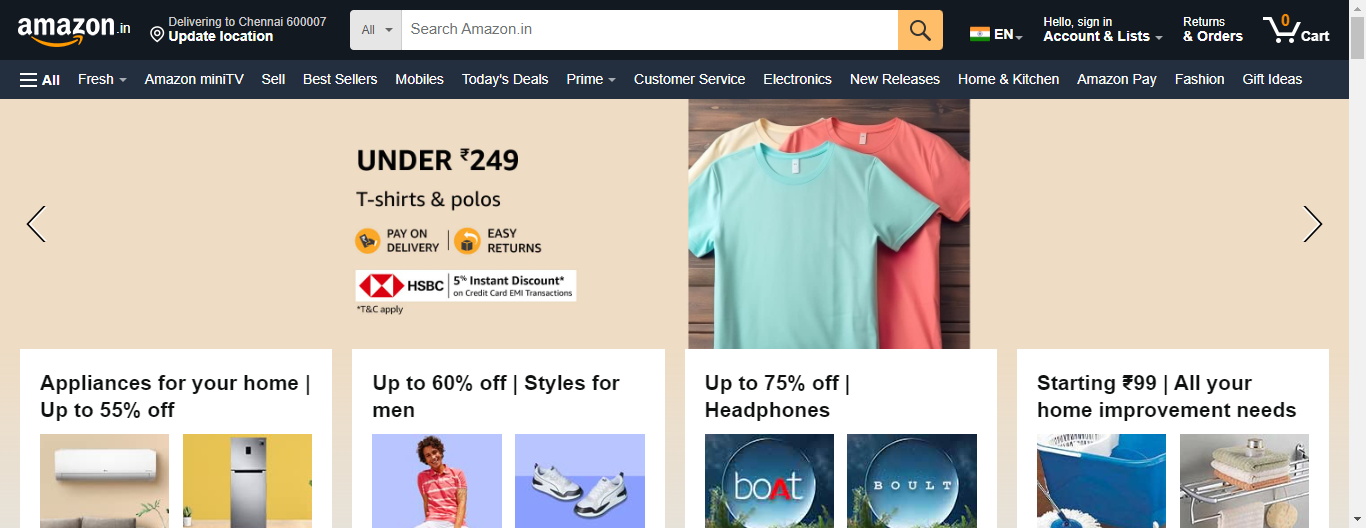 amazon.in
Delivering to Chennai 600007
Update location
All
Search Amazon.in
EN
Hello, sign in
Account & Lists
Returns
& Orders
0
Cart
All
Fresh
Amazon miniTV
Sell
Best Sellers
Mobiles
Today's Deals
Prime
Customer Service
Electronics
New Releases
Home & Kitchen
Amazon Pay
Fashion
Gift Ideas
UNDER ₹249
T-shirts & polos
PAY ON
DELIVERY
EASY
RETURNS
HSBC
5% Instant Discount*
on Credit Card EMI Transactions
*T&C apply
Appliances for your home |
Up to 55% off
Up to 60% off | Styles for
men
Up to 75% off |
Headphones
boAt
BOULT
Starting ₹99 | All your
home improvement needs